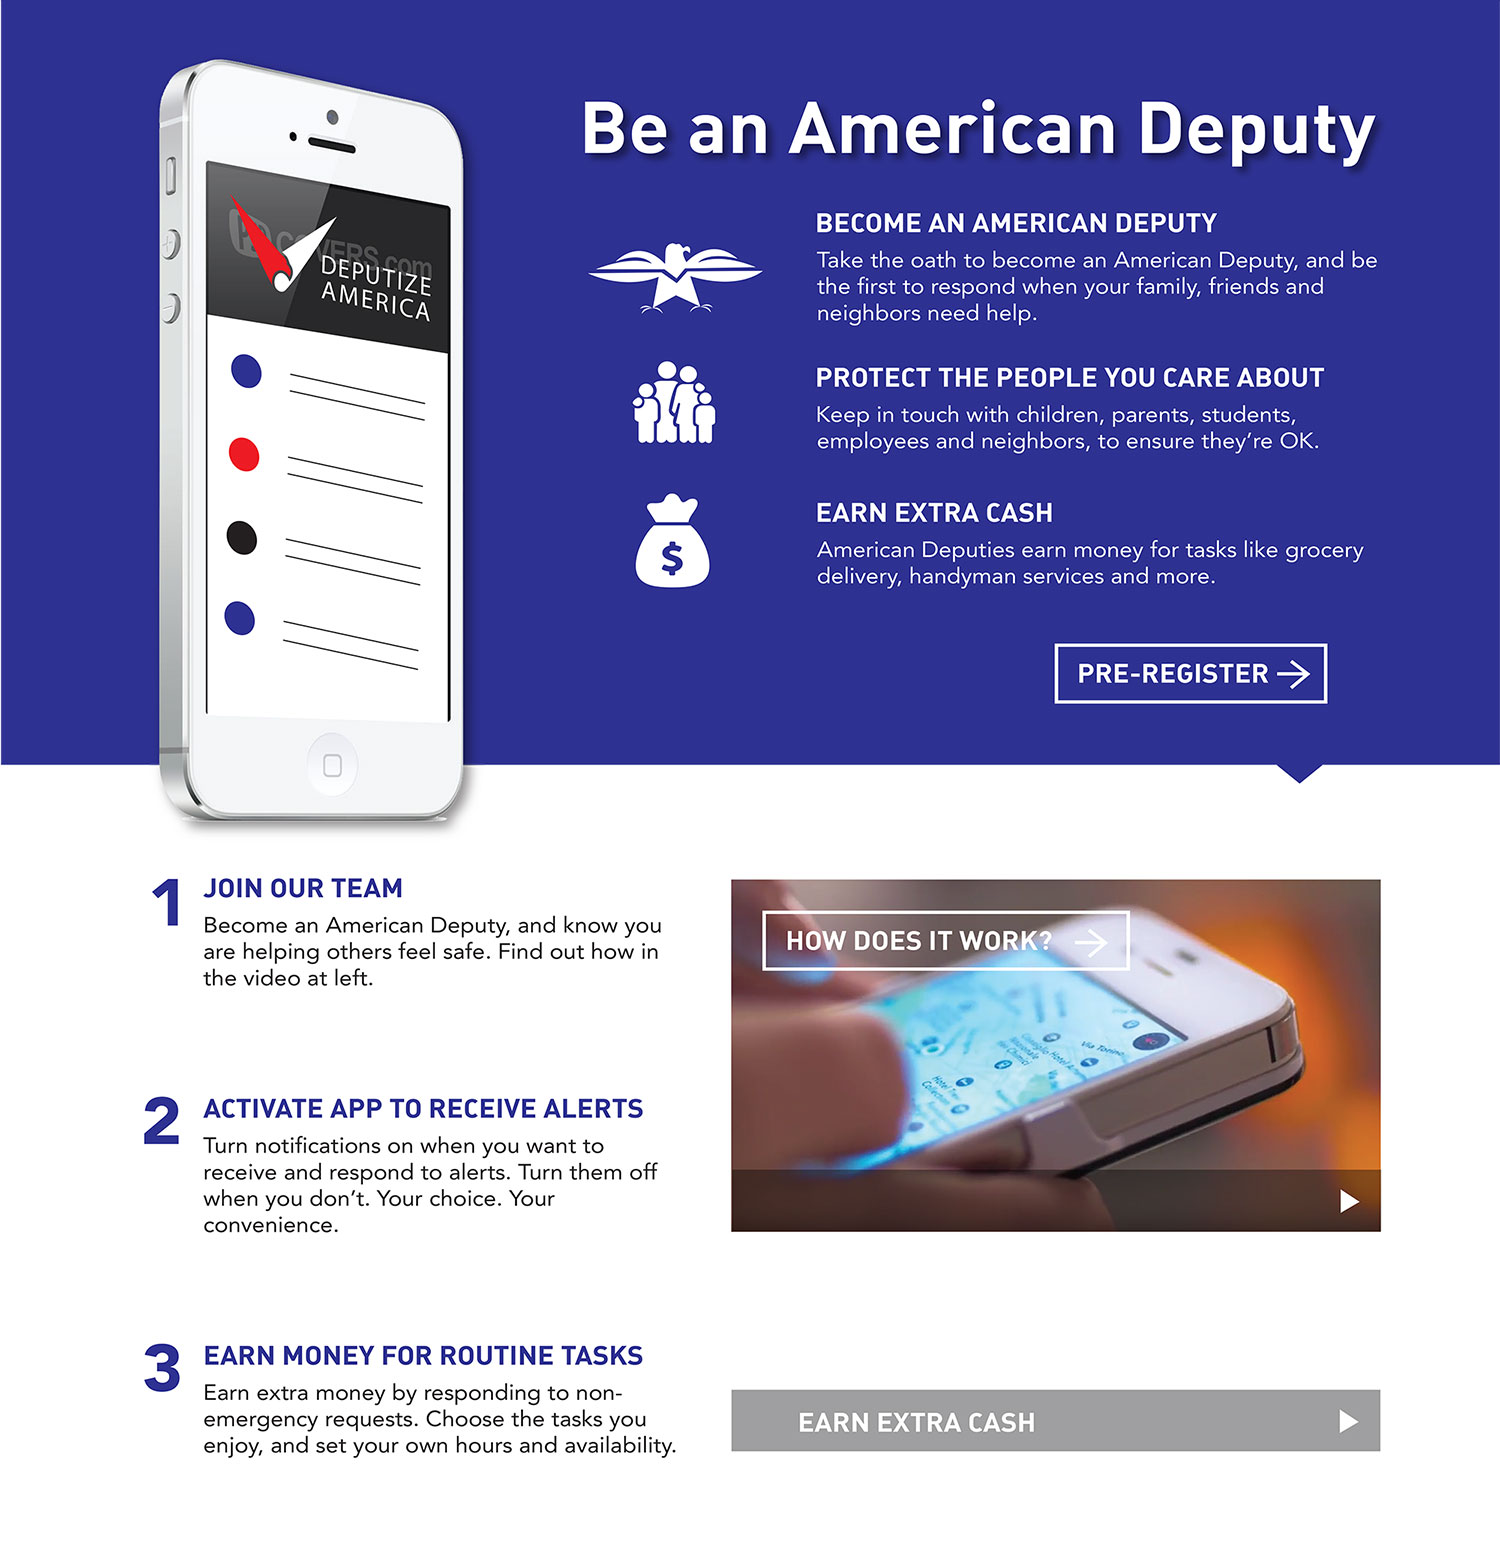 Be an American Deputy
COVERS.com
DEPUTIZE
AMERICA
BECOME AN AMERICAN DEPUTY
Take the oath to become an American Deputy, and be
the first to respond when your family, friends and
neighbors need help.
PROTECT THE PEOPLE YOU CARE ABOUT
Keep in touch with children, parents, students,
employees and neighbors, to ensure they're OK.
$
EARN EXTRA CASH
American Deputies earn money for tasks like grocery
delivery, handyman services and more.
PRE-REGISTER
1 JOIN OUR TEAM
Become an American Deputy, and know you
are helping others feel safe. Find out how in
the video at left.
HOW DOES IT WORK?
Via Torino
Hotel
2 ACTIVATE APP TO RECEIVE ALERTS
Turn notifications on when you want to
receive and respond to alerts. Turn them off
when you don't. Your choice. Your
convenience.
3 EARN MONEY FOR ROUTINE TASKS
Earn extra money by responding to non-
emergency requests. Choose the tasks you
enjoy, and set your own hours and availability.
EARN EXTRA CASH